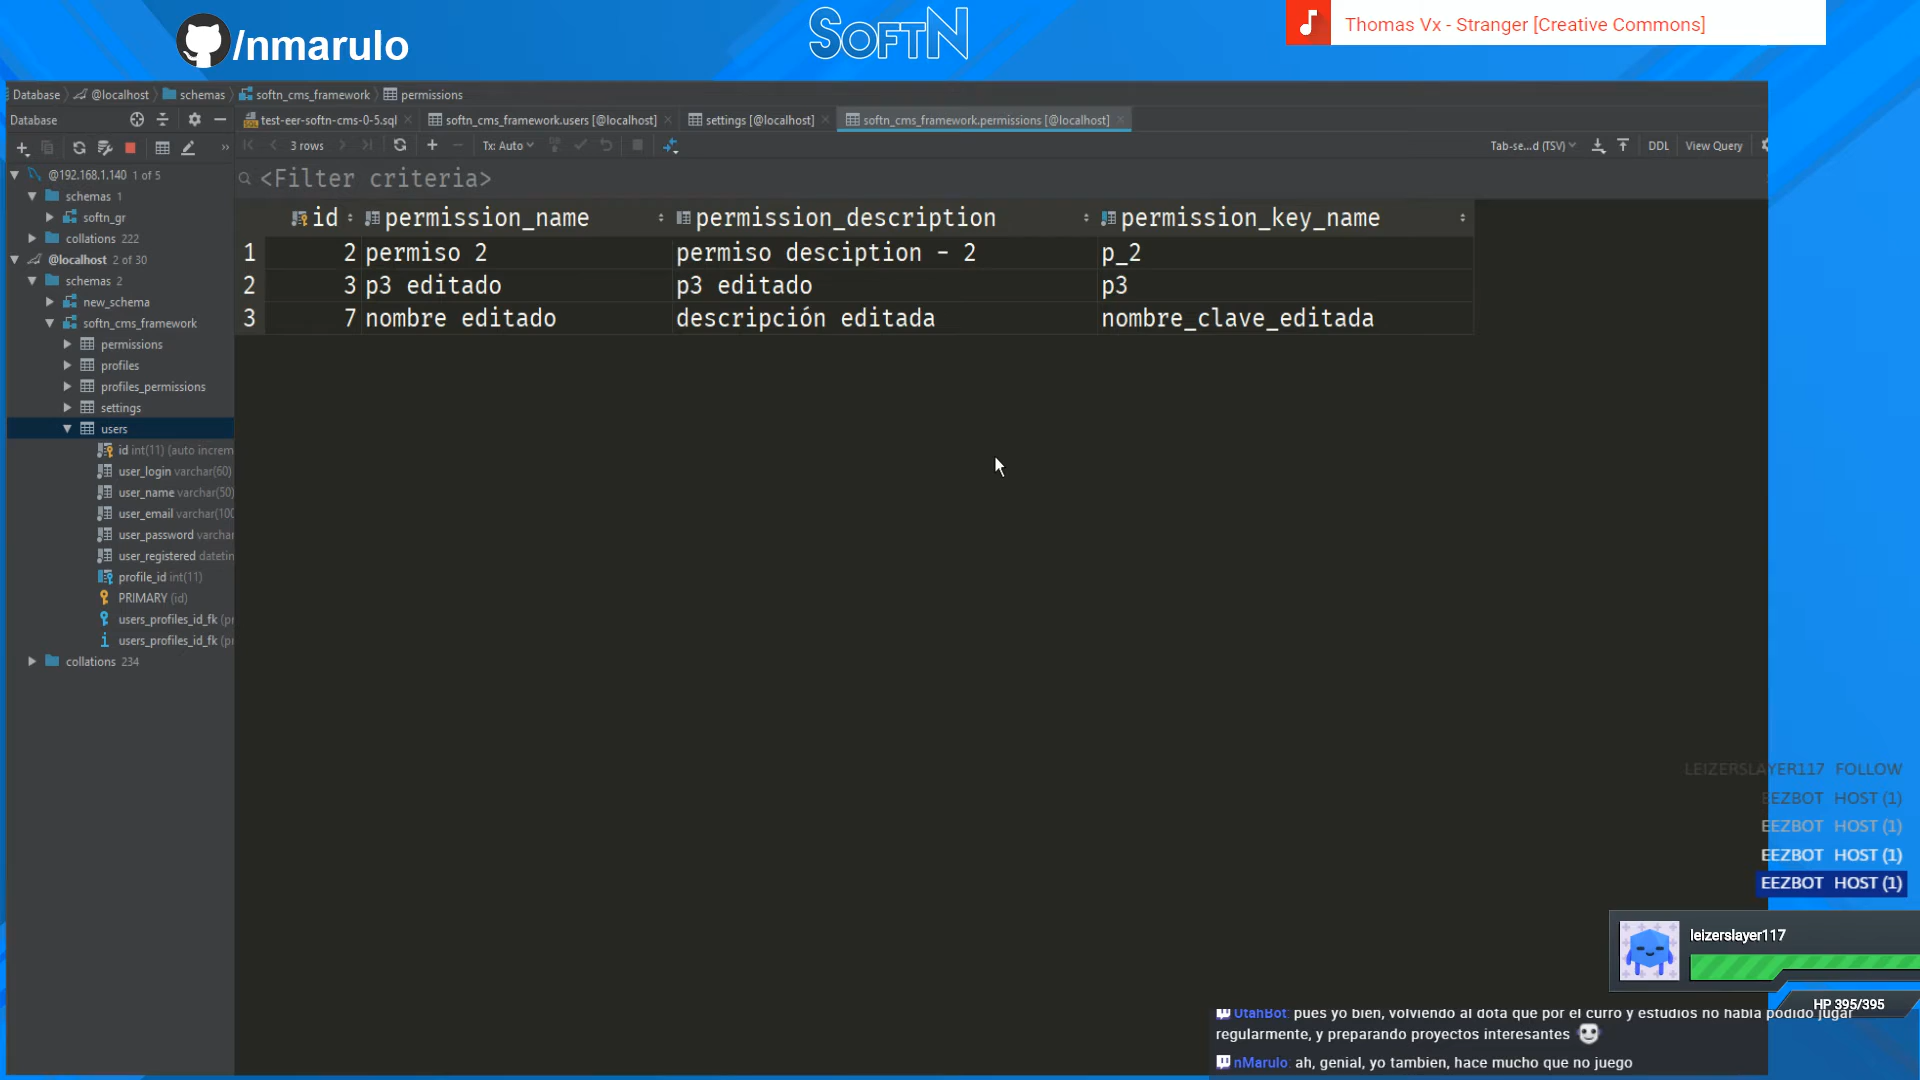 /nmarulo
SOFTN
Thomas Vx - Stranger [Creative Commons]
Database @localhost schemas softn_cms_framework permissions
Database
test-eer-softn-cms-0-5.sql softn_cms_framework.users [@localhost] settings [@localhost] softn_cms_framework.permissions [@localhost]
3 rows Tx: Auto Tab-se...d (TSV) DDL View Query
<Filter criteria>
id permission_name permission_description permission_key_name
1 2 permiso 2 permiso desciption - 2 p_2
2 3 p3 editado p3 editado p3
3 7 nombre editado descripción editada nombre_clave_editada
@192.168.1.140 1 of 5
schemas 1
softn_gr
collations 222
@localhost 2 of 30
schemas 2
new_schema
softn_cms_framework
permissions
profiles
profiles_permissions
settings
users
id int(11) (auto increm
user_login varchar(60)
user_name varchar(50)
user_email varchar(100
user_password varchar
user_registered datetin
profile_id int(11)
PRIMARY (id)
users_profiles_id_fk (pr
users_profiles_id_fk (pr
collations 234
LEIZERSLAYER117 FOLLOW
EEZBOT HOST (1)
EEZBOT HOST (1)
EEZBOT HOST (1)
EEZBOT HOST (1)
leizerslayer117
HP 395/395
UtahBot: pues yo bien, volviendo al dota que por el curro y estudios no habia podido jugar
regularmente, y preparando proyectos interesantes
nMarulo: ah, genial, yo tambien, hace mucho que no juego